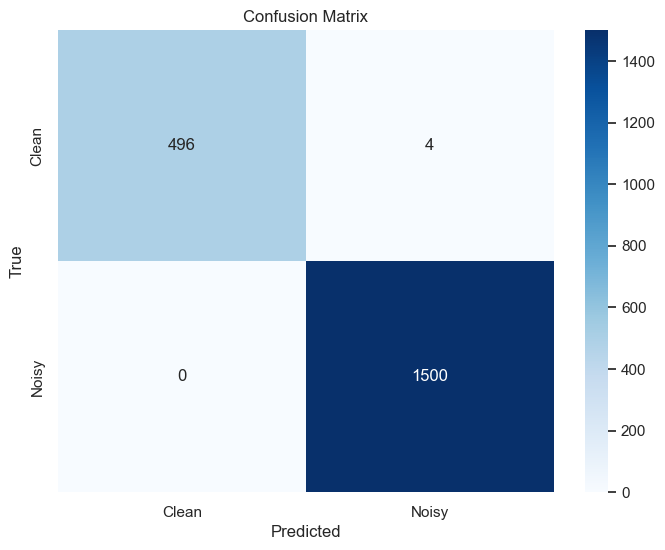 Confusion Matrix
True
Clean
496
4
Noisy
0
1500
Clean
Noisy
Predicted
1400
1200
1000
800
600
400
200
0